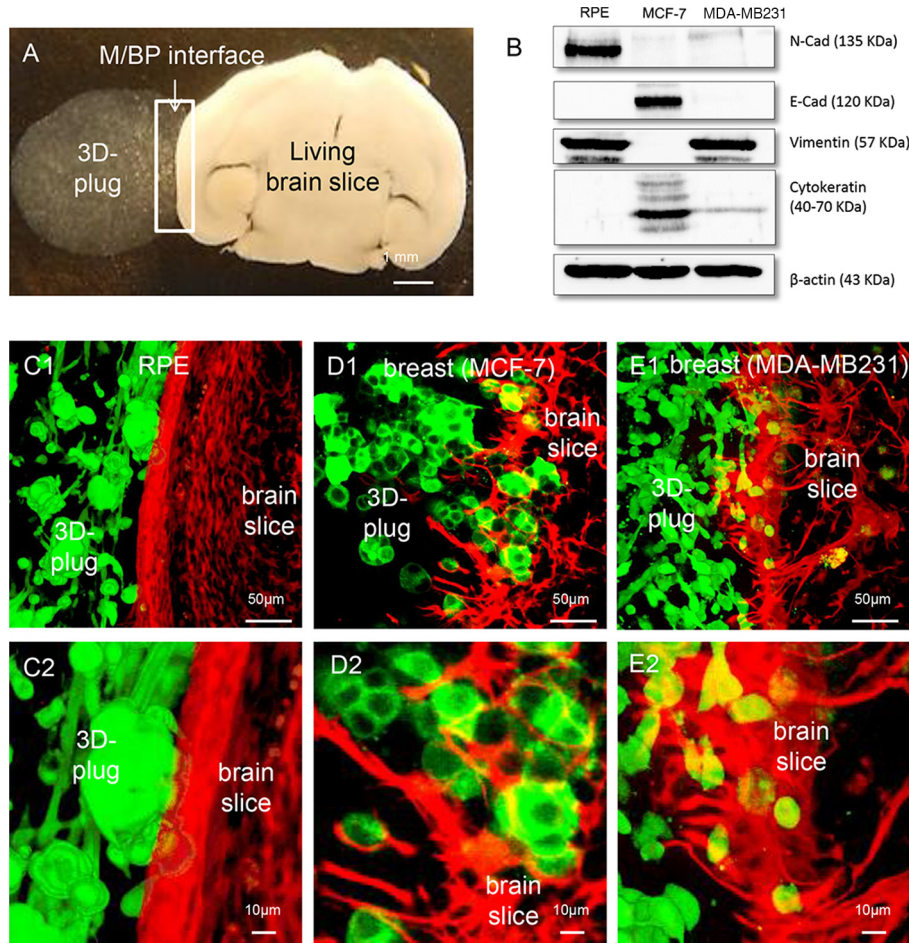 A
M/BP interface
3D-
plug
Living
brain slice
1 mm
B
RPE MCF-7 MDA-MB231
N-Cad (135 KDa)
E-Cad (120 KDa)
Vimentin (57 KDa)
Cytokeratin
(40-70 KDa)
β-actin (43 KDa)
C1 RPE
brain
slice
3D-
plug
50µm
D1 breast (MCF-7)
brain
slice
3D-
plug
50µm
E1 breast (MDA-MB231)
brain
slice
3D-
plug
50µm
C2
3D-
plug
brain
slice
10µm
D2
brain
slice
10µm
E2
brain
slice
10µm